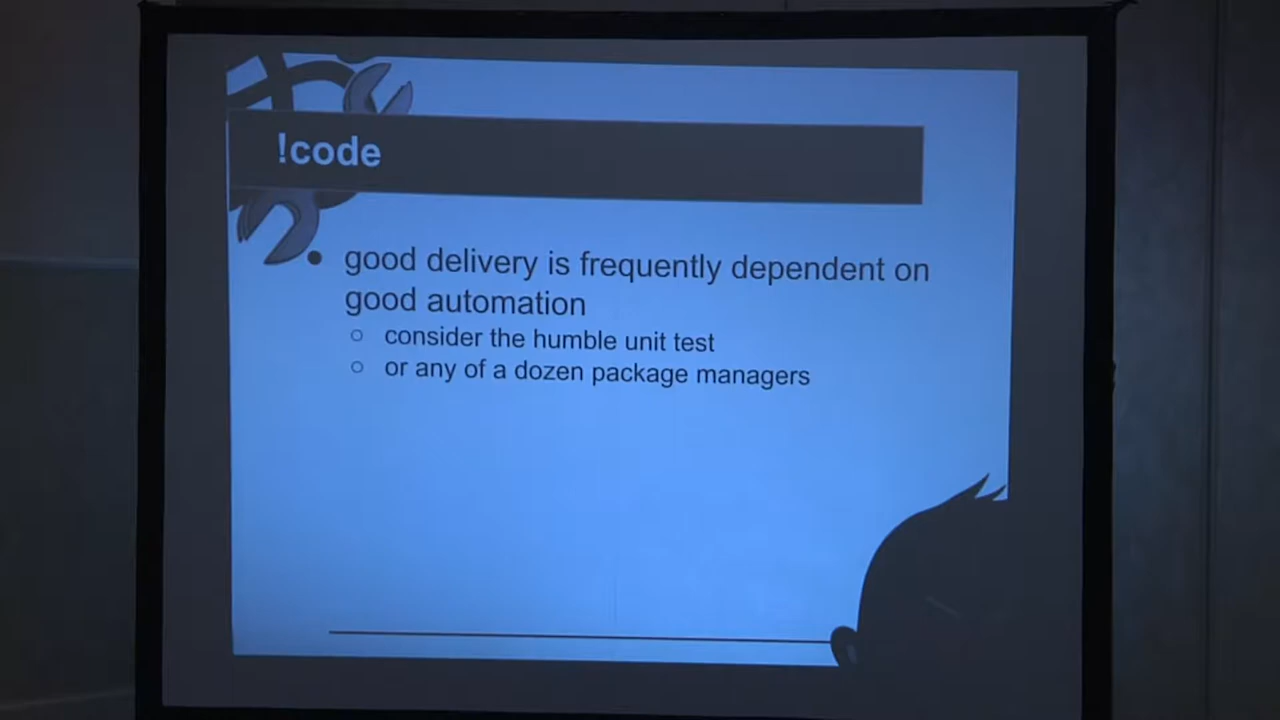 !code
• good delivery is frequently dependent on
good automation
○ consider the humble unit test
○ or any of a dozen package managers